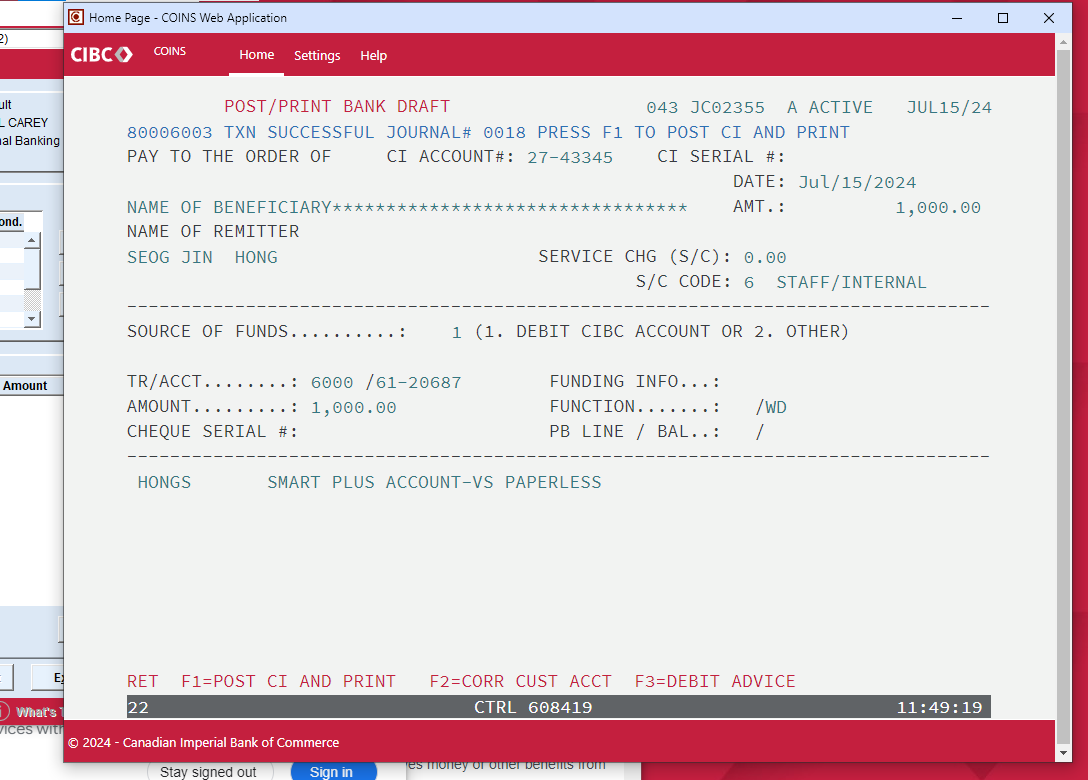 Home Page - COINS Web Application
2)
CIBC COINS Home Settings Help
ult
L CAREY
nal Banking
ond.
Amount
POST/PRINT BANK DRAFT 043 JC02355 A ACTIVE JUL15/24
80006003 TXN SUCCESSFUL JOURNAL# 0018 PRESS F1 TO POST CI AND PRINT
PAY TO THE ORDER OF CI ACCOUNT#: 27-43345 CI SERIAL #:
DATE: Jul/15/2024
NAME OF BENEFICIARY********************************* AMT.: 1,000.00
NAME OF REMITTER
SEOG JIN HONG SERVICE CHG (S/C): 0.00
S/C CODE: 6 STAFF/INTERNAL
--------------------------------------------------------------------------------
SOURCE OF FUNDS..........: 1 (1. DEBIT CIBC ACCOUNT OR 2. OTHER)
TR/ACCT........: 6000 /61-20687 FUNDING INFO...:
AMOUNT.........: 1,000.00 FUNCTION.......: /WD
CHEQUE SERIAL #: PB LINE / BAL..: /
--------------------------------------------------------------------------------
HONGS SMART PLUS ACCOUNT-VS PAPERLESS
RET F1=POST CI AND PRINT F2=CORR CUST ACCT F3=DEBIT ADVICE
22 CTRL 608419 11:49:19
What's
© 2024 - Canadian Imperial Bank of Commerce
vices with
es money or other benefits from
Stay signed out Sign in